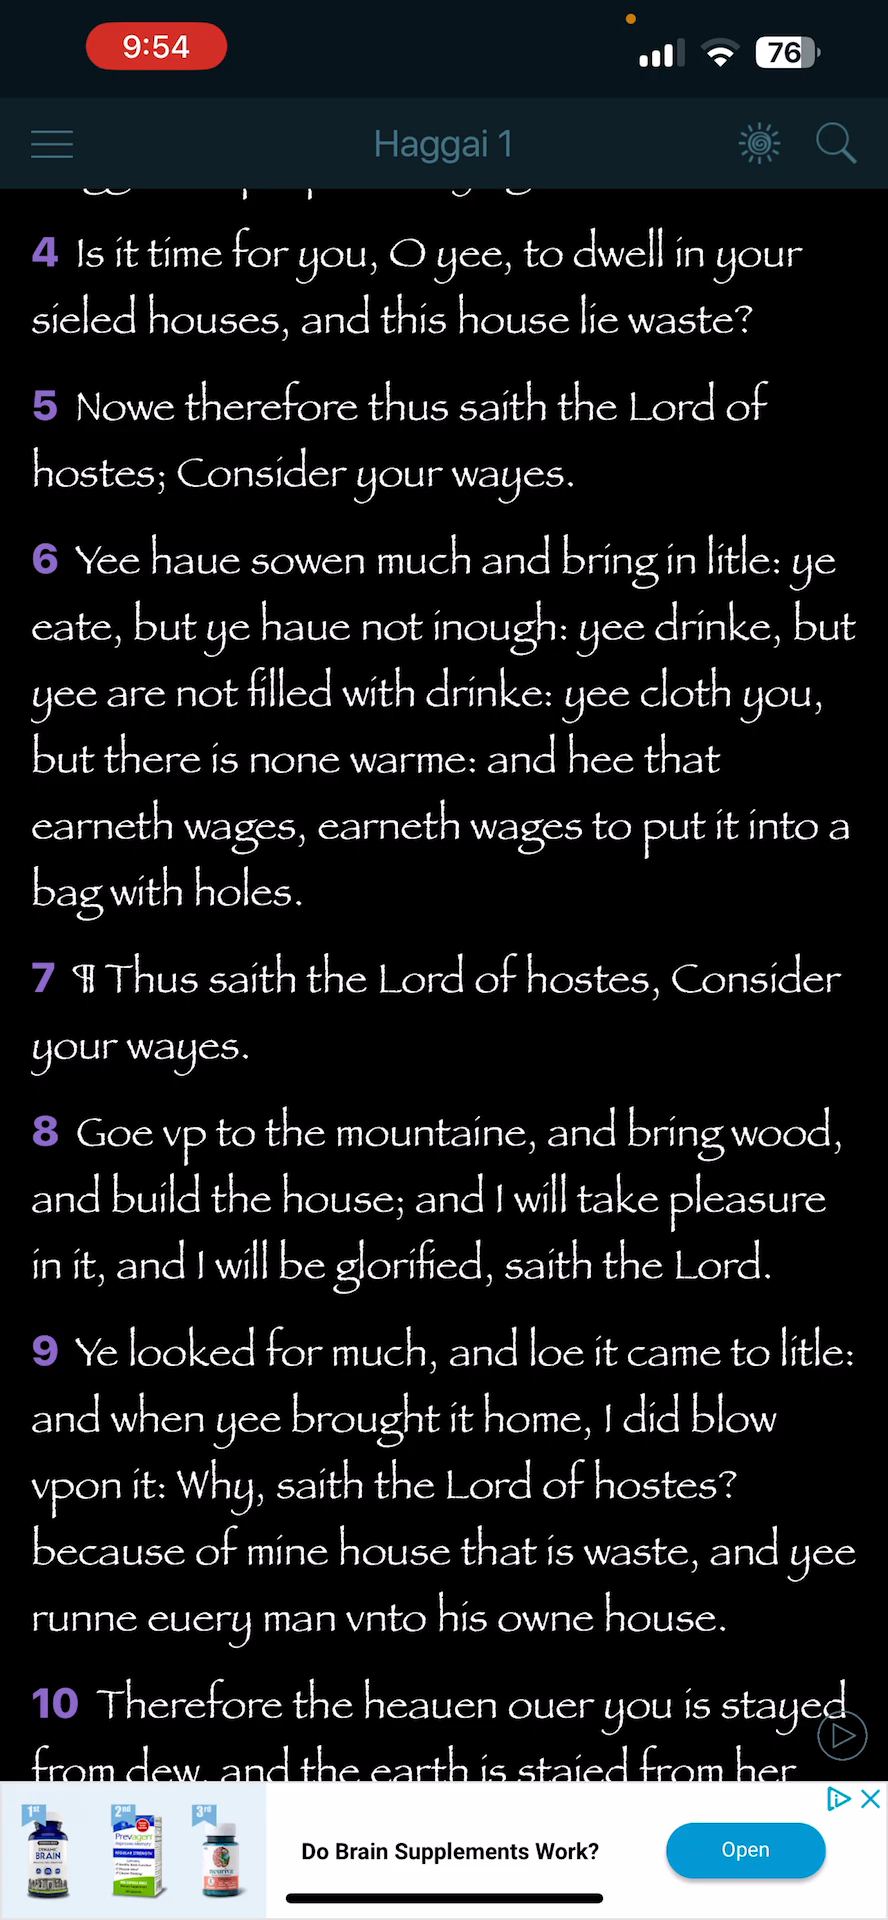 9:54
76
Haggai 1
4 Is it time for you, O yee, to dwell in your
sieled houses, and this house lie waste?
5 Nowe therefore thus saith the Lord of
hostes; Consider your wayes.
6 Yee haue sowen much and bring in litle: ye
eate, but ye haue not inough: yee drinke, but
yee are not filled with drinke: yee cloth you,
but there is none warme: and hee that
earneth wages, earneth wages to put it into a
bag with holes.
7 ¶ Thus saith the Lord of hostes, Consider
your wayes.
8 Goe vp to the mountaine, and bring wood,
and build the house; and I will take pleasure
in it, and I will be glorified, saith the Lord.
9 Ye looked for much, and loe it came to litle:
and when yee brought it home, I did blow
vpon it: Why, saith the Lord of hostes?
because of mine house that is waste, and yee
runne euery man vnto his owne house.
10 Therefore the heauen ouer you is stayed
from dew, and the earth is staied from her
1st
2nd
3rd
BRAIN
Prevagen
REGULAR STRENGTH
neuriva
Do Brain Supplements Work?
Open